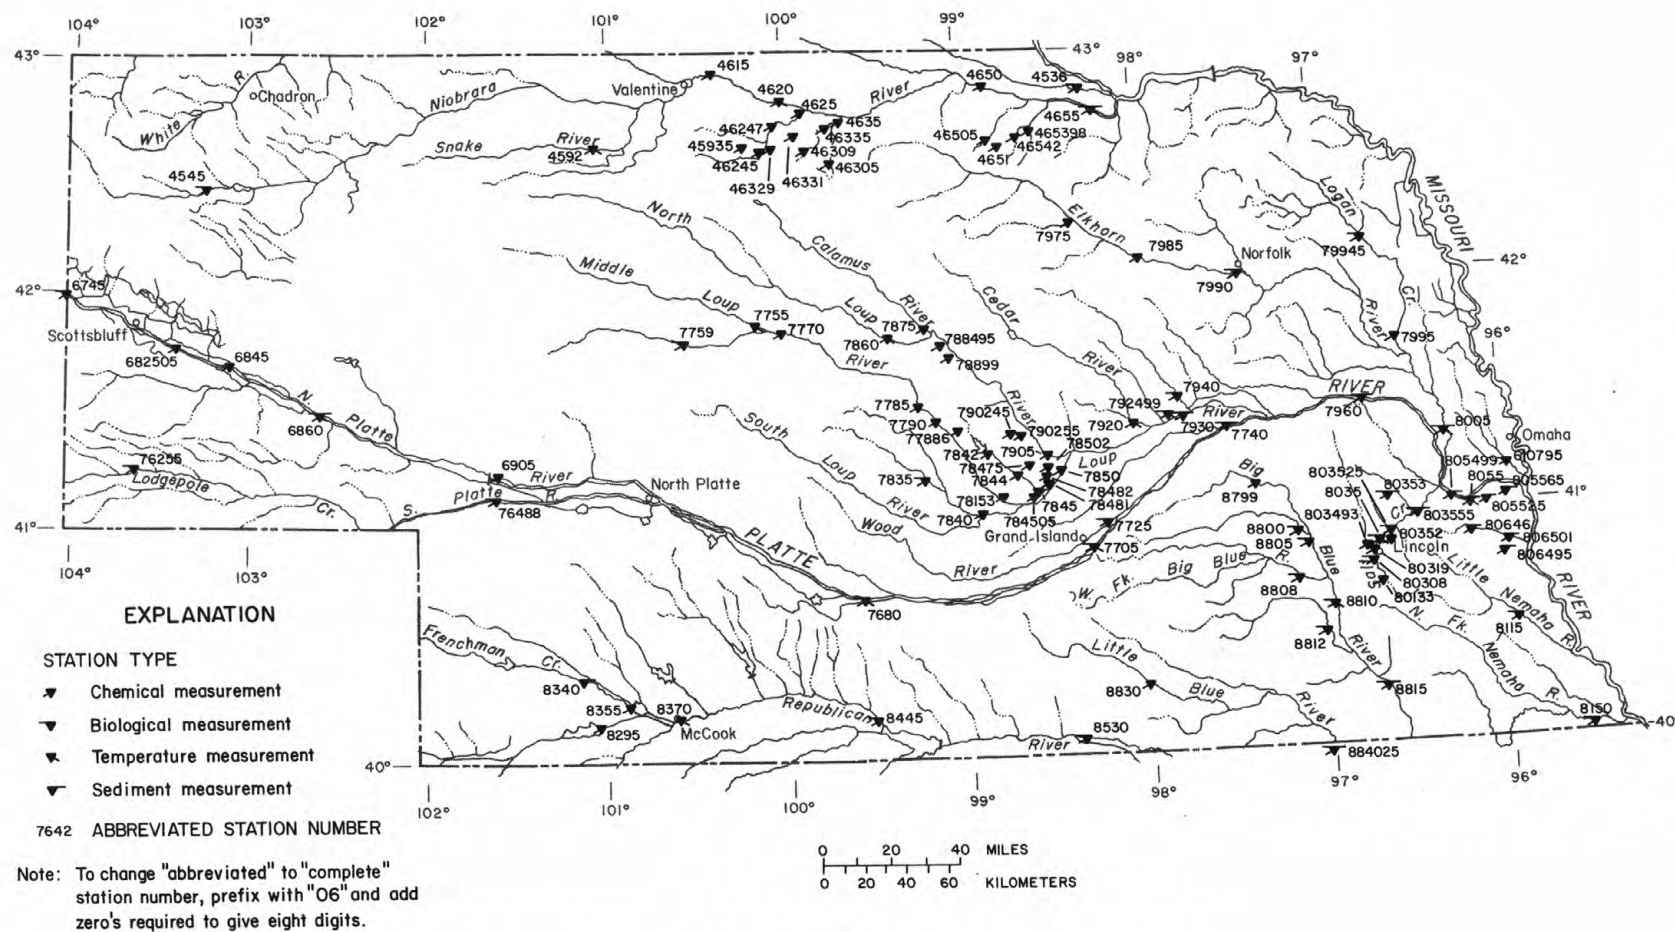 104°
103°
102°
101°
100°
99°
43°
43°
98°
97°
White
R.
Chadron
Niobrara
Valentine
4615
4620
4625
4635
River
4650
4536
4655
Snake
River
4592
46247
45935
46245
46329
46331
46309
46335
46305
46505
4651
46542
465398
4545
North
Calamus
River
Middle
Loup
Loup
River
Cedar
River
Elkhorn
7975
7985
Norfolk
7990
Logan
79945
Cr.
River
MISSOURI
42°
96°
42°
6745
Scottsbluff
682505
6845
N.
Platte
6860
7759
7755
7770
7860
7875
788495
78899
7995
76255
Lodgepole
Cr.
6905
River
S.
Platte
R.
76488
North Platte
South
Loup
River
7785
7790
77886
790245
River
790255
7842
7905
78502
78475
7844
7850
7835
78153
7845
78482
78481
7840
784505
7940
792499
7920
7930
River
7740
Loup
RIVER
7960
8005
Omaha
610795
805499
8055
805565
41°
805525
803525
8035
80353
Cr.
803555
803493
80352
Lincoln
80319
80308
80133
80646
806501
806495
41°
Wood
River
Grand Island
7725
7705
PLATTE
7680
Big
8799
8800
8805
Blue
W. Fk. Big Blue R.
8808
8810
8812
River
8815
Little
Nemaha
R.
8115
N.
Fk.
Nemaha
R.
8150
RIVER
40°
104°
103°
Frenchman
Cr.
8340
8355
8370
8295
McCook
Republican
8445
River
8530
Little
Blue
River
8830
884025
40°
102°
101°
100°
99°
98°
97°
96°
EXPLANATION
STATION TYPE
Chemical measurement
Biological measurement
Temperature measurement
Sediment measurement
7642 ABBREVIATED STATION NUMBER
Note: To change "abbreviated" to "complete"
station number, prefix with "06" and add
zero's required to give eight digits.
0 20 40 MILES
0 20 40 60 KILOMETERS